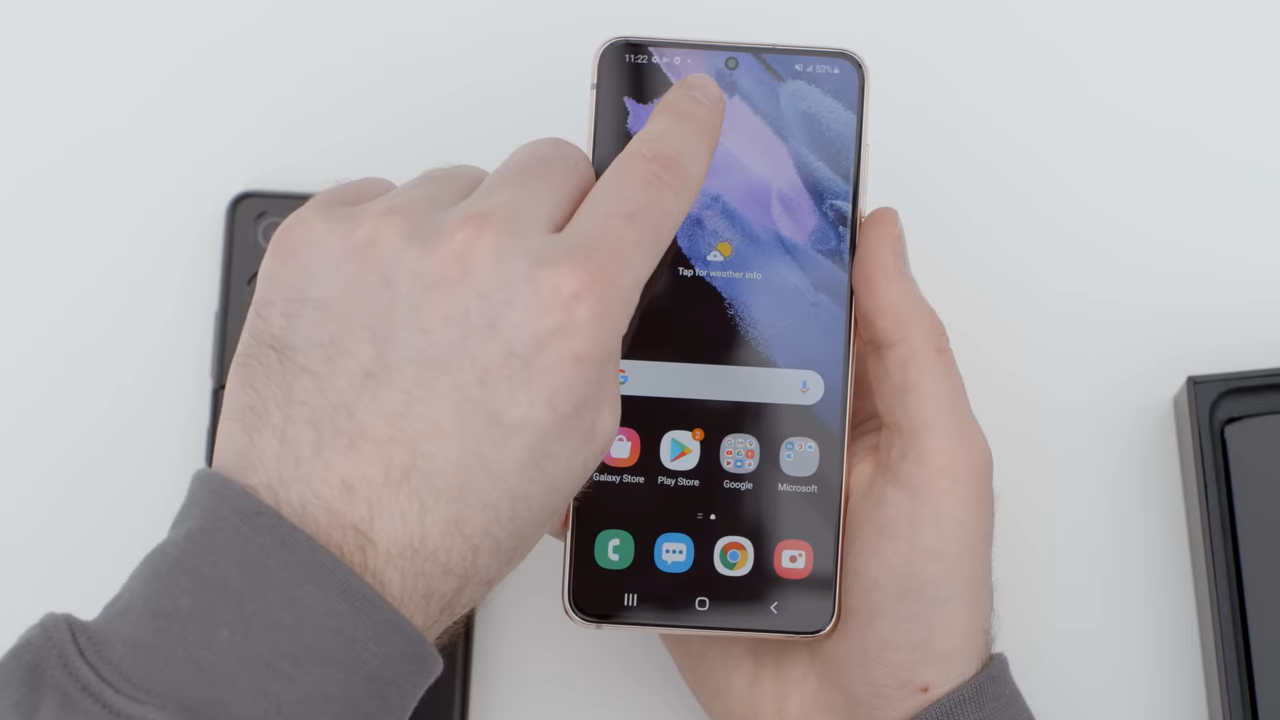 11:22
53%
Tap for weather info
2
Galaxy Store
Play Store
Google
Microsoft